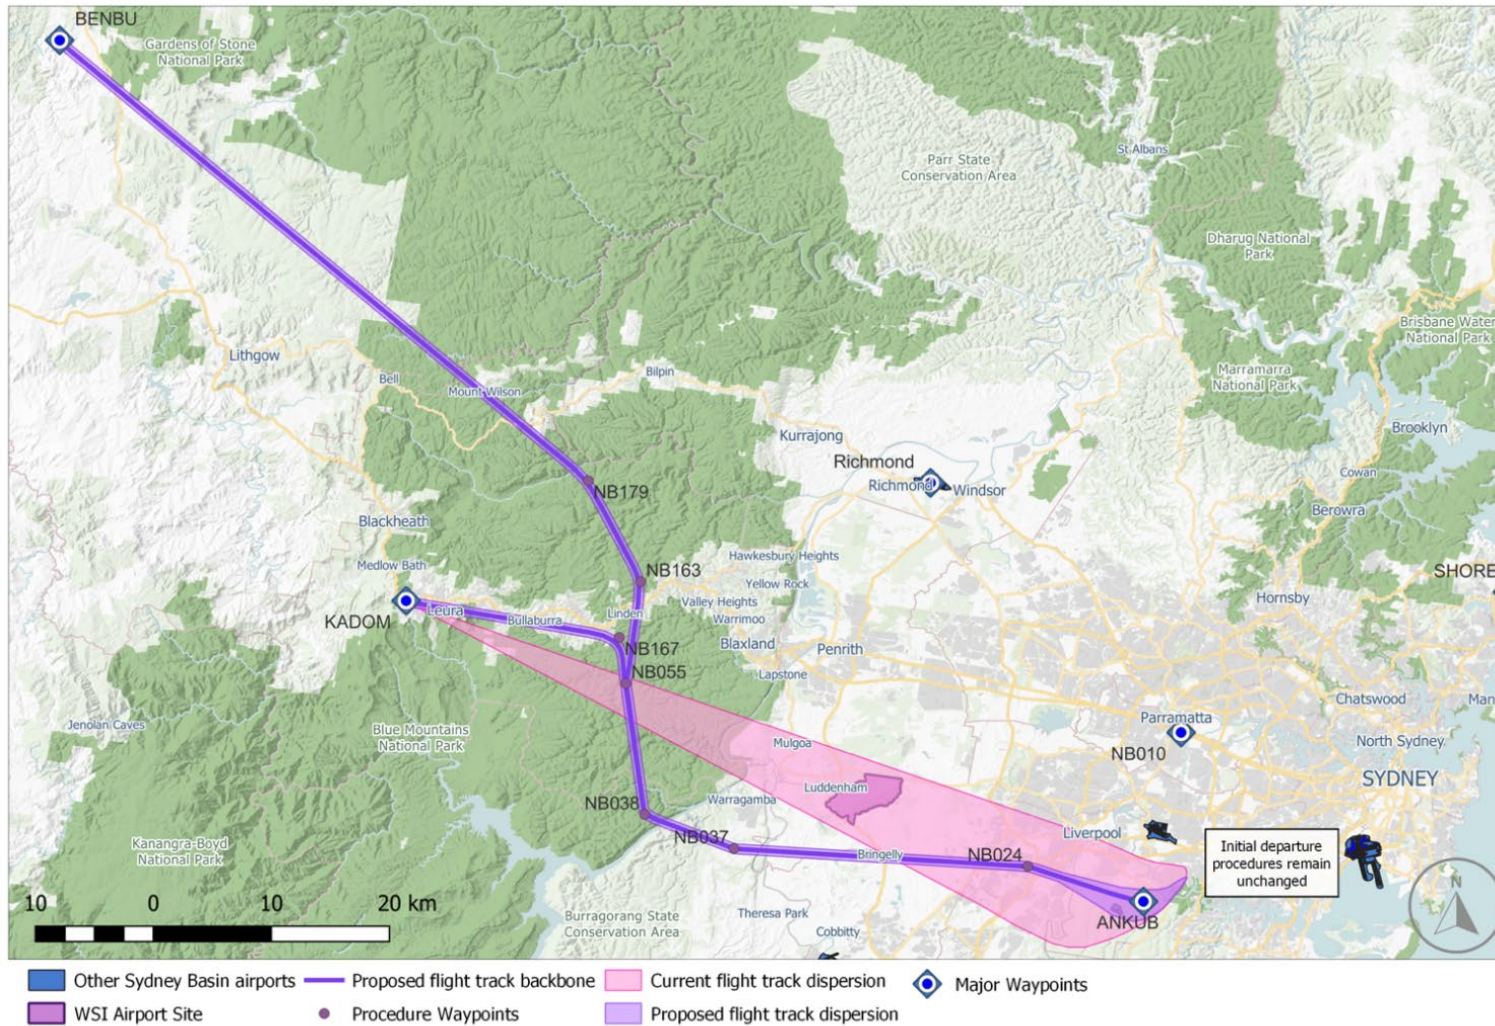 BENBU
Gardens of Stone
National Park
St Albans
Parr State
Conservation Area
Dharug National
Park
Brisbane Water
National Park
Lithgow
Bell
Mount Wilson
Bilpin
Marramarra
National Park
Brooklyn
Kurrajong
Richmond
Richmond
Windsor
Cowan
Berowra
NB179
Blackheath
Medlow Bath
Hawkesbury Heights
NB163
Yellow Rock
SHORE
Hornsby
KADOM
Leura
Bullaburra
Linden
Valley Heights
Warrimoo
NB167
Blaxland
Penrith
NB055
Lapstone
Chatswood
Man
Jenolan Caves
Blue Mountains
National Park
Mulgoa
Parramatta
NB010
North Sydney
SYDNEY
Luddenham
NB038
Warragamba
Kanangra-Boyd
National Park
NB037
Bringelly
NB024
Liverpool
Initial departure
procedures remain
unchanged
N
10 0 10 20 km
Burragorang State
Conservation Area
Theresa Park
Cobbitty
ANKUB
Other Sydney Basin airports
Proposed flight track backbone
Current flight track dispersion
Major Waypoints
WSI Airport Site
Procedure Waypoints
Proposed flight track dispersion